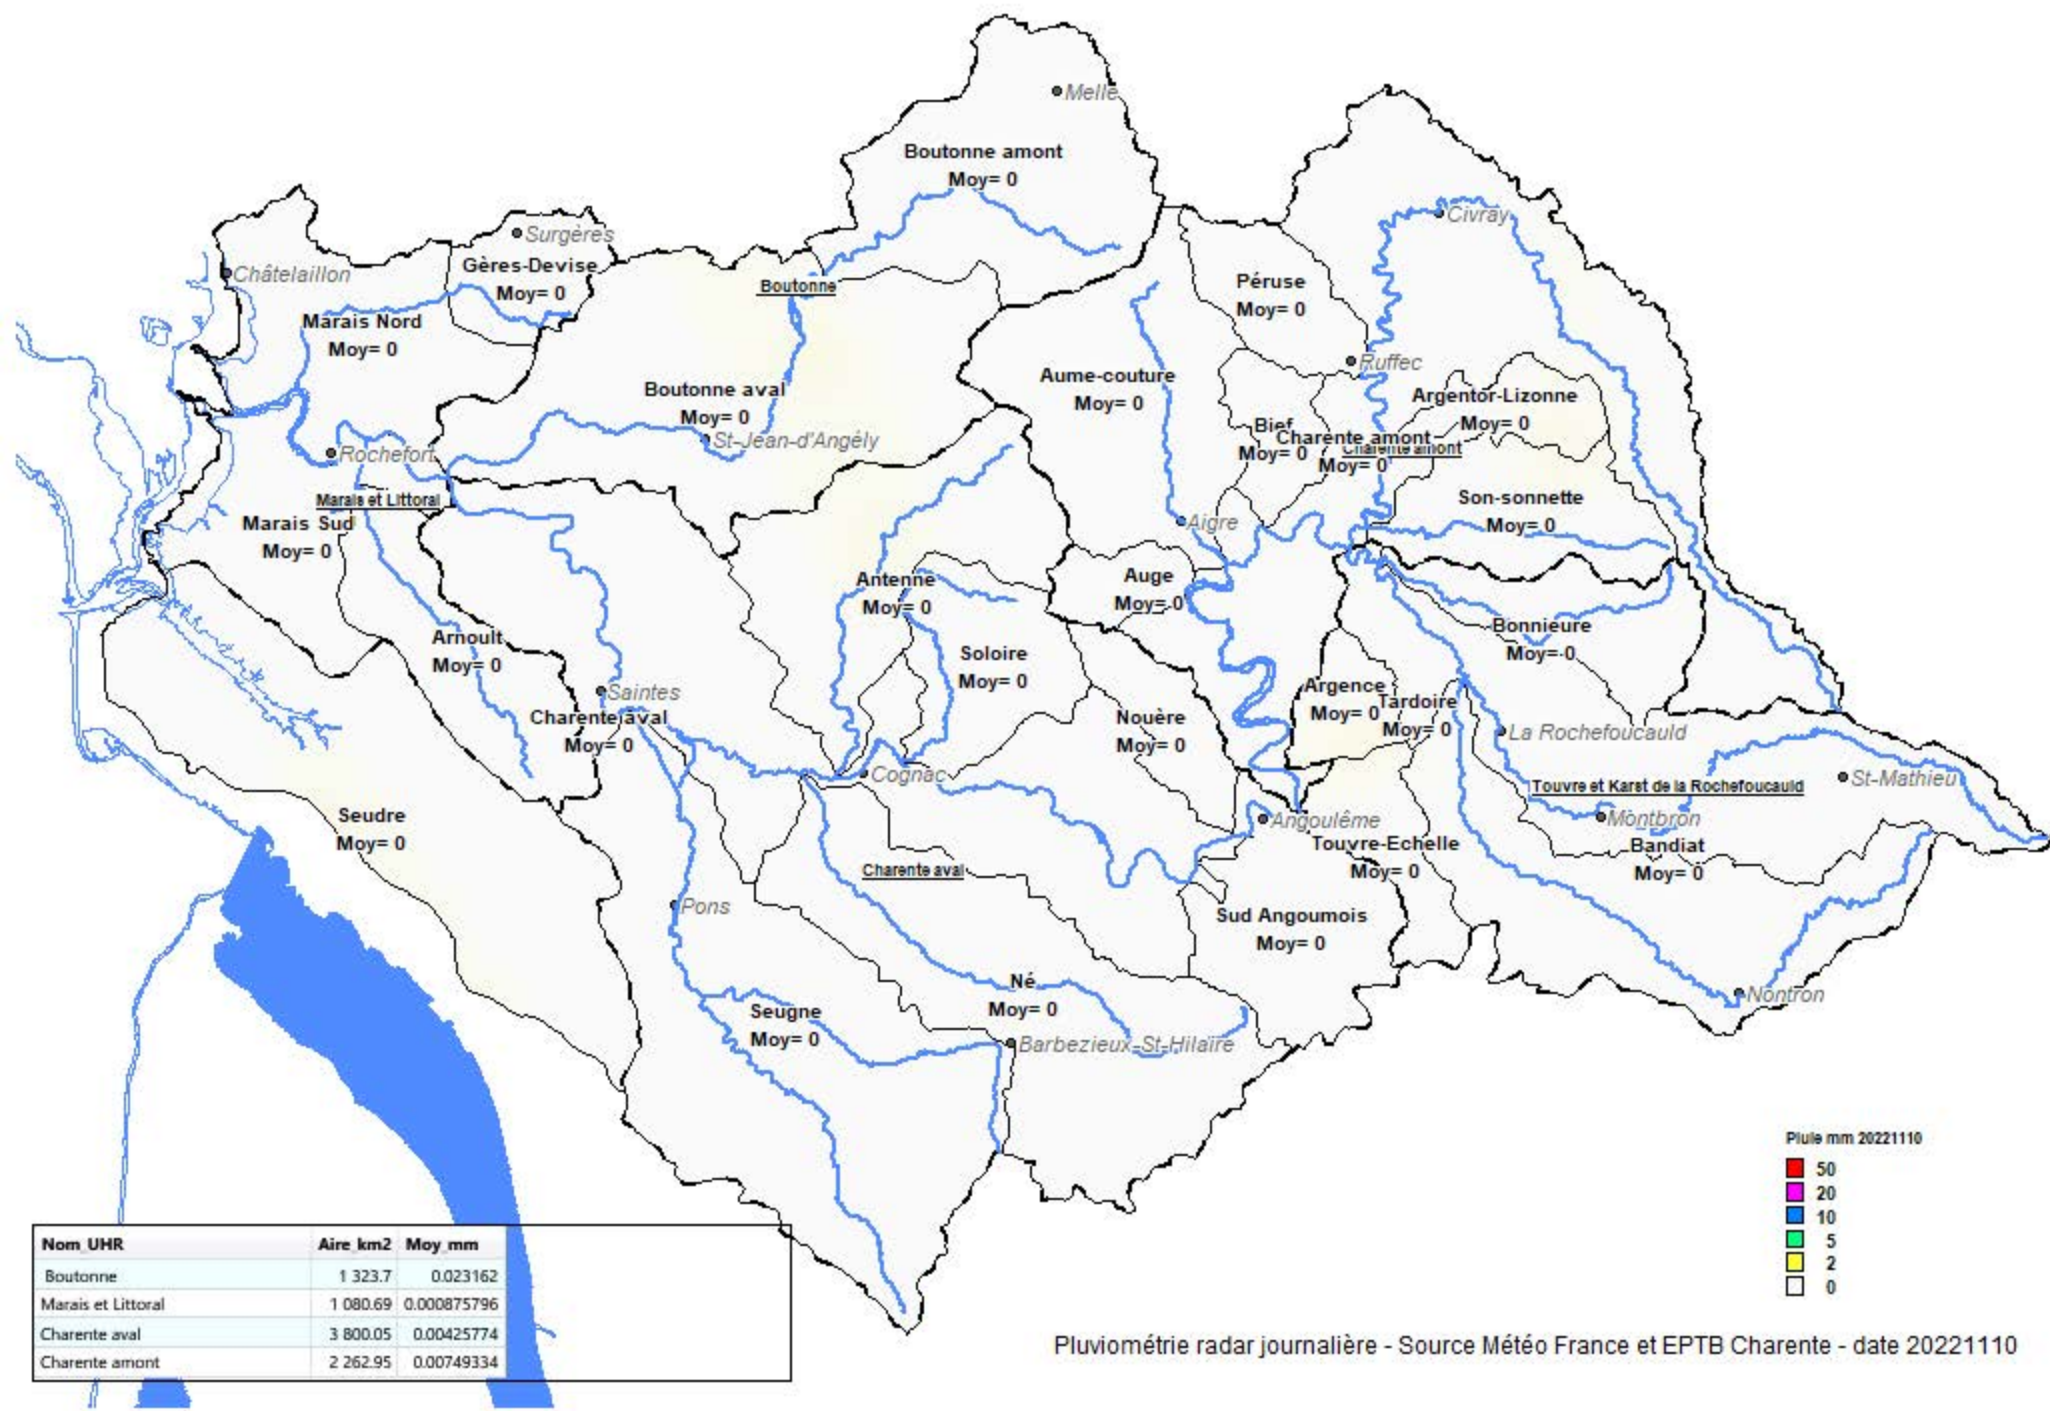 Melle
Boutonne amont
Moy= 0
Civray
Surgères
Châtelaillon
Gères-Devise
Moy= 0
Boutonne
Péruse
Moy= 0
Marais Nord
Moy= 0
Ruffec
Aume-couture
Moy= 0
Boutonne aval
Moy= 0
Argentor-Lizonne
Moy= 0
St-Jean-d'Angély
Bief
Moy= 0
Charente amont
Moy= 0
Charente amont
Rochefort
Marais et Littoral
Son-sonnette
Moy= 0
Marais Sud
Moy= 0
Aigre
Antenne
Moy= 0
Auge
Moy= 0
Bonnieure
Moy= 0
Arnoult
Moy= 0
Soloire
Moy= 0
Saintes
Argence
Moy= 0
Tardoire
Moy= 0
Charente aval
Moy= 0
Nouère
Moy= 0
La Rochefoucauld
Cognac
Touvre et Karst de la Rochefoucauld
St-Mathieu
Seudre
Moy= 0
Angoulême
Montbron
Touvre-Echelle
Moy= 0
Bandiat
Moy= 0
Charente aval
Pons
Sud Angoumois
Moy= 0
Né
Moy= 0
Nontron
Seugne
Moy= 0
Barbezieux-St-Hilaire
Pluie mm 20221110
50
20
10
5
2
0
Nom_UHR Aire_km2 Moy_mm
Boutonne 1 323.7 0.023162
Marais et Littoral 1 080.69 0.000875796
Charente aval 3 800.05 0.00425774
Charente amont 2 262.95 0.00749334
Pluviométrie radar journalière - Source Météo France et EPTB Charente - date 20221110